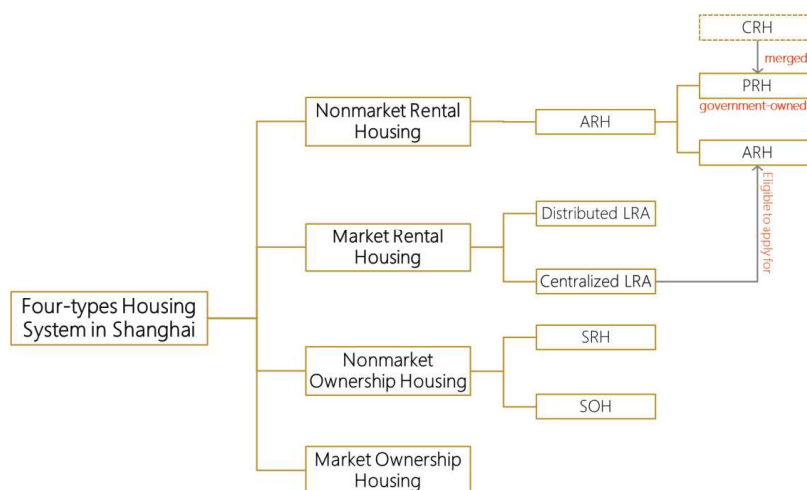 CRH
merged
PRH
government-owned
Nonmarket Rental
Housing
ARH
ARH
Eligible to apply for
Distributed LRA
Market Rental
Housing
Centralized LRA
Four-types Housing
System in Shanghai
SRH
Nonmarket
Ownership Housing
SOH
Market Ownership
Housing